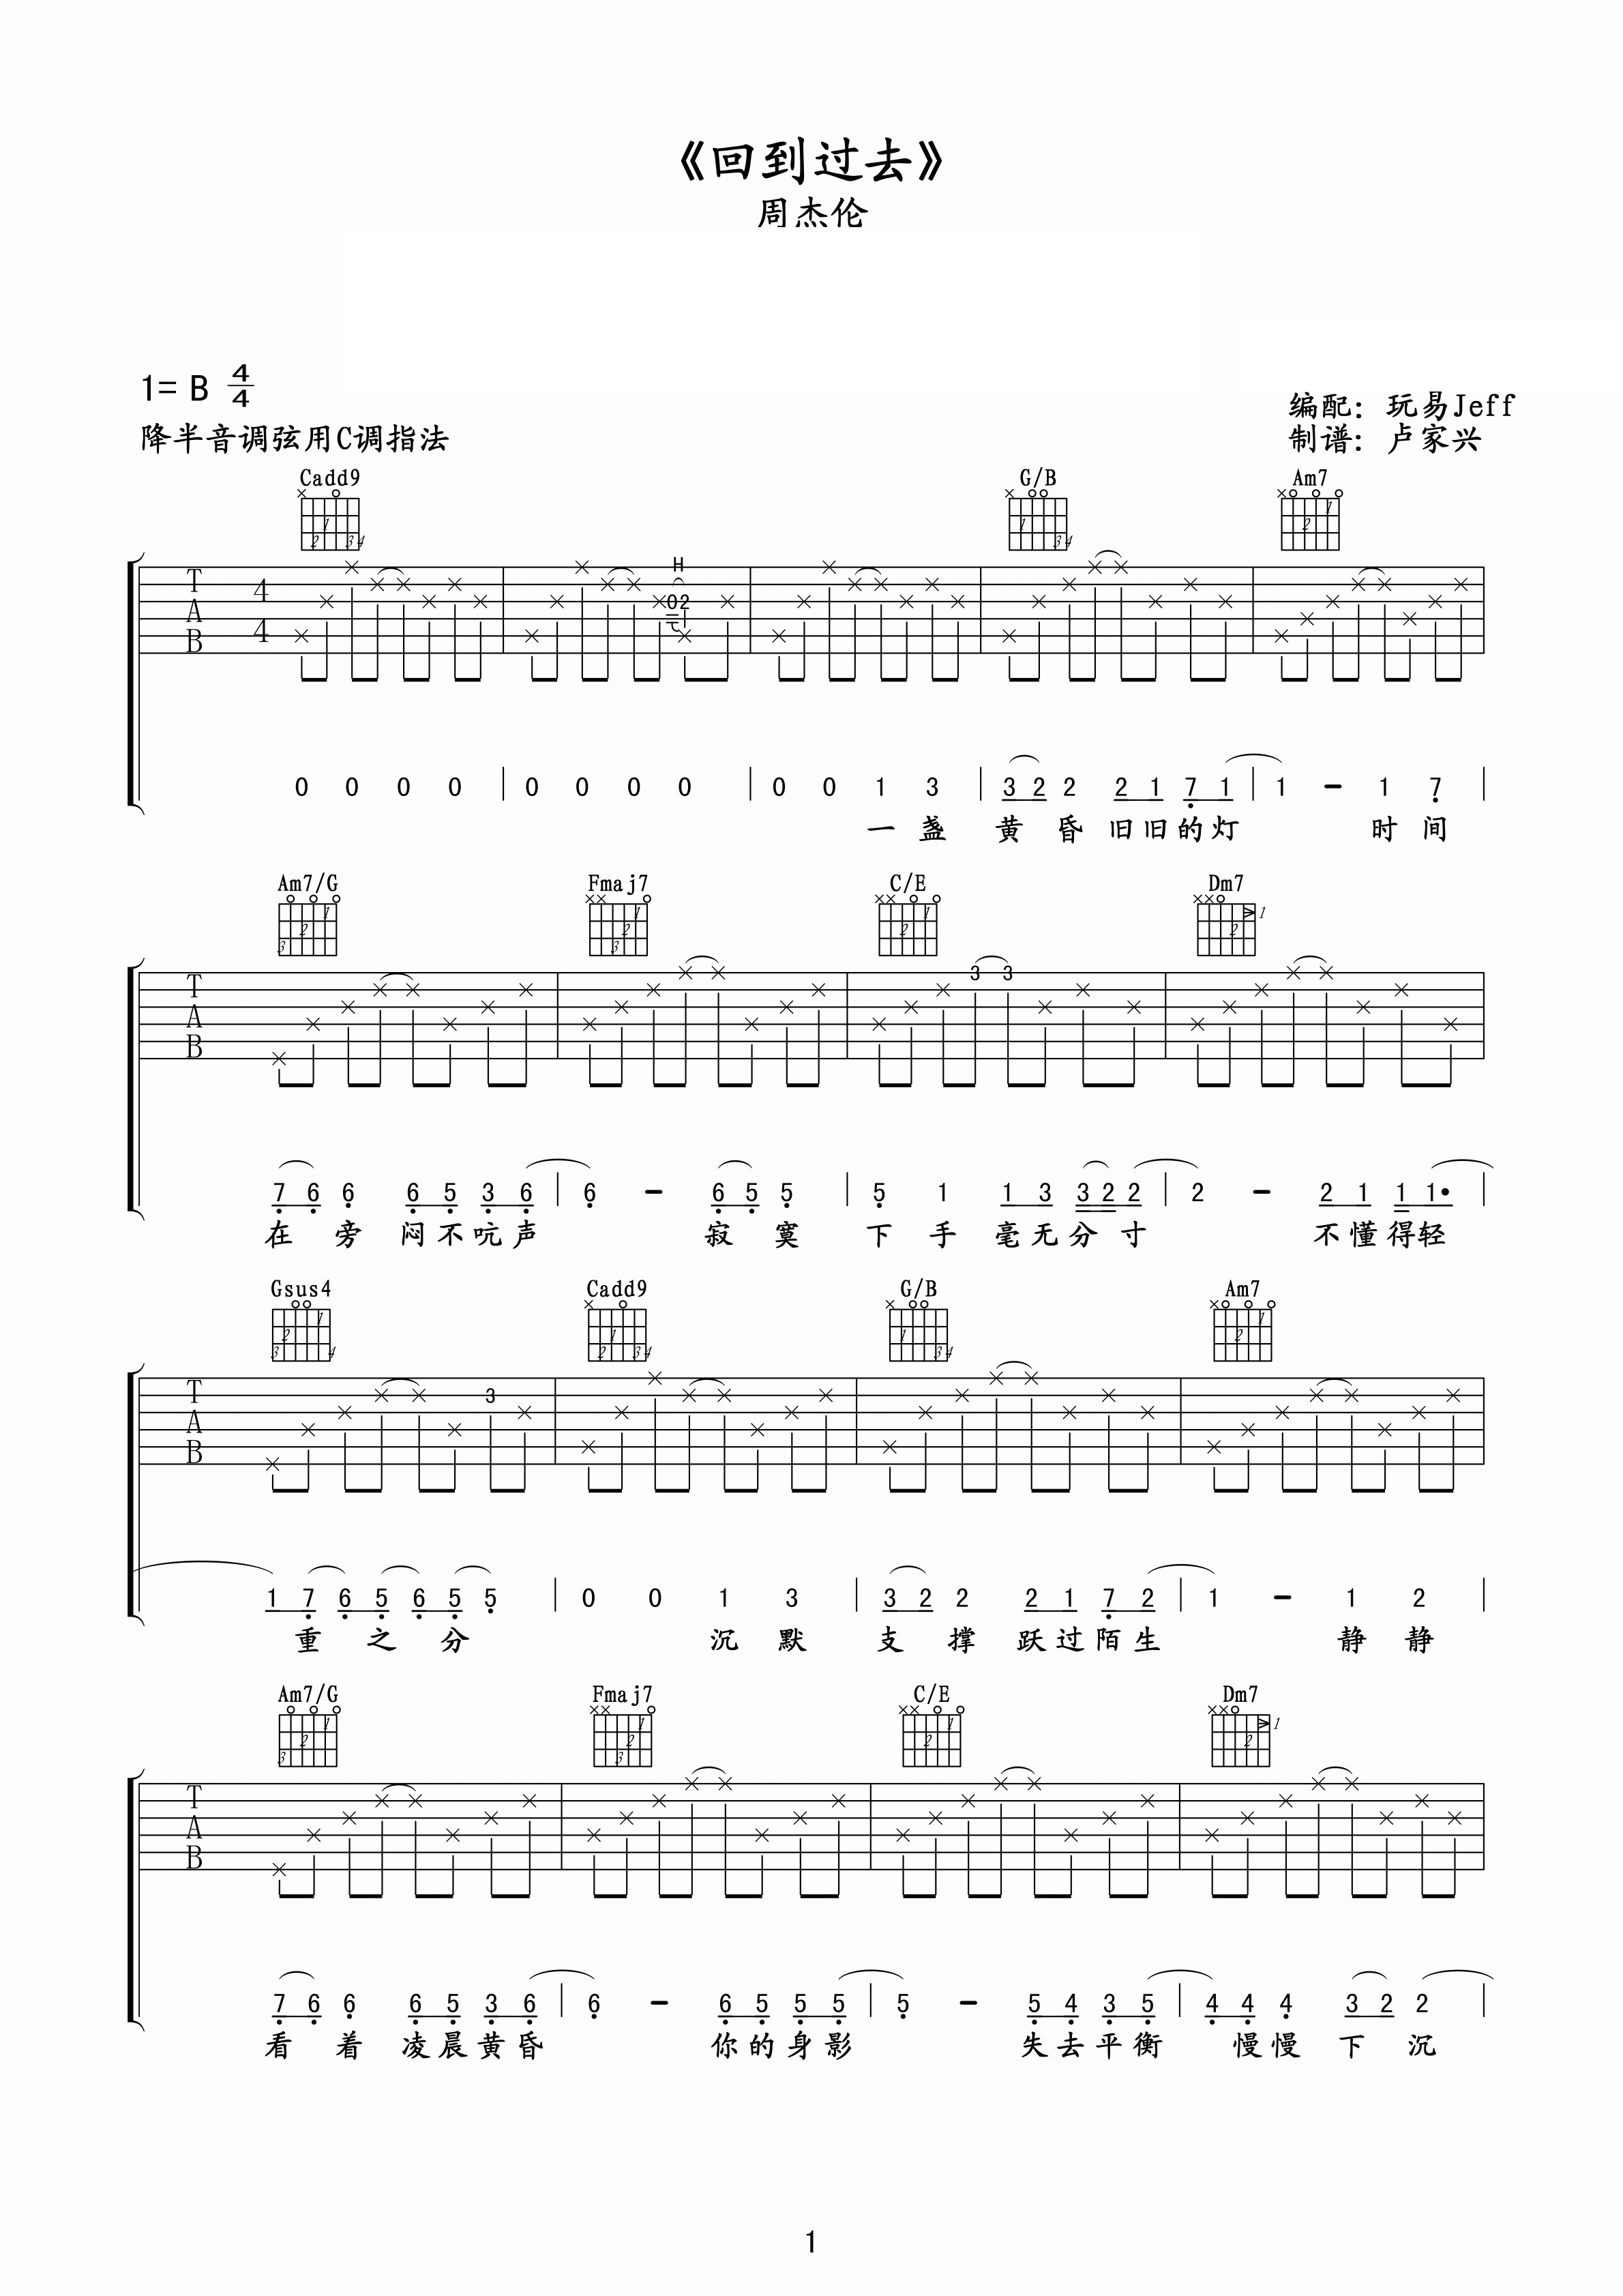 《回到过去》
周杰伦
1= B 4/4
编配：玩易Jeff
降半音调弦用C调指法
制谱：卢家兴
Cadd9 G/B Am7
H
T A B 4 4 0 2
0 0 0 0 | 0 0 0 0 | 0 0 1 3 | 3 2 2 2 1 7 1 | 1 - 1 7 |
一 盏 黄 昏 旧 旧 的 灯 时 间
Am7/G Fmaj7 C/E Dm7
T A B 3 3
7 6 6 6 5 3 6 | 6 - 6 5 5 | 5 1 1 3 3 2 2 | 2 - 2 1 1 1• |
在 旁 闷 不 吭 声 寂 寞 下 手 毫 无 分 寸 不 懂 得 轻
Gsus4 Cadd9 G/B Am7
T A B 3
1 7 6 5 6 5 5 | 0 0 1 3 | 3 2 2 2 1 7 2 | 1 - 1 2 |
重 之 分 沉 默 支 撑 跃 过 陌 生 静 静
Am7/G Fmaj7 C/E Dm7
T A B
7 6 6 6 5 3 6 | 6 - 6 5 5 5 | 5 - 5 4 3 5 | 4 4 4 3 2 2 |
看 着 凌 晨 黄 昏 你 的 身 影 失 去 平 衡 慢 慢 下 沉
1